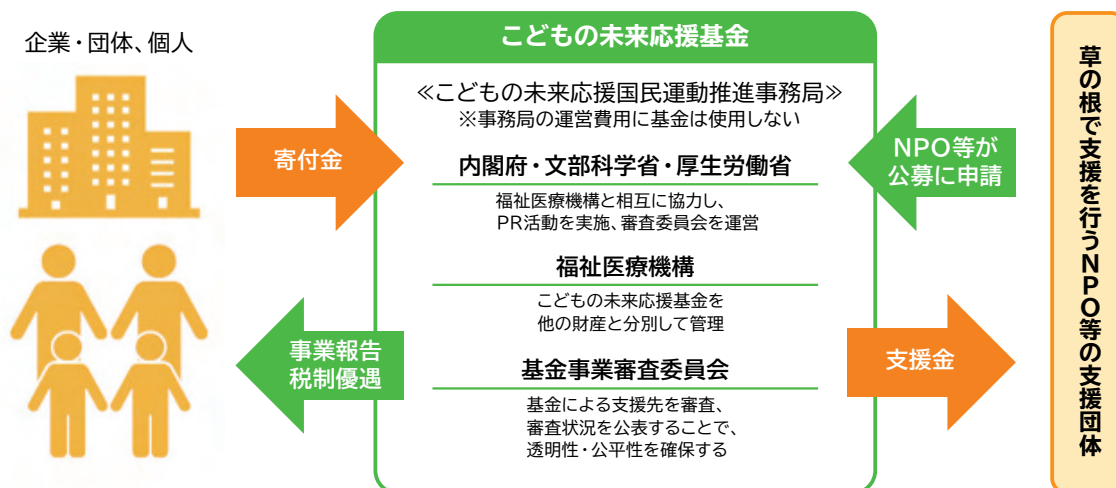 企業・団体、個人
寄付金
事業報告
税制優遇
こどもの未来応援基金
≪こどもの未来応援国民運動推進事務局≫
※事務局の運営費用に基金は使用しない
内閣府・文部科学省・厚生労働省
福祉医療機構と相互に協力し、
PR活動を実施、審査委員会を運営
福祉医療機構
こどもの未来応援基金を
他の財産と分別して管理
基金事業審査委員会
基金による支援先を審査、
審査状況を公表することで、
透明性・公平性を確保する
NPO等が
公募に申請
支援金
草の根で支援を行うNPO等の支援団体